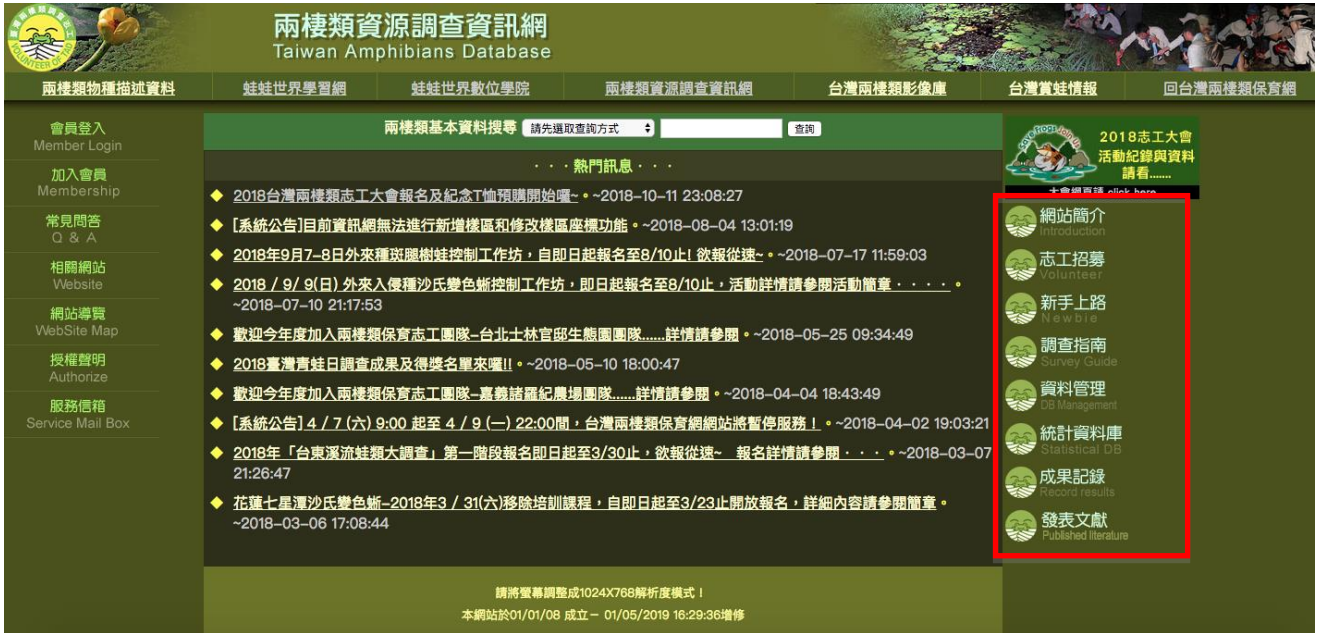 兩棲類資源調查資訊網
Taiwan Amphibians Database
VOLUNTEER OF TAD
兩棲類物種描述資料 蛙蛙世界學習網 蛙蛙世界數位學院 兩棲類資源調查資訊網 台灣兩棲類影像庫 台灣賞蛙情報 回台灣兩棲類保育網
會員登入
Member Login
加入會員
Membership
常見問答
Q & A
相關網站
Website
網站導覽
WebSite Map
授權聲明
Authorize
服務信箱
Service Mail Box
兩棲類基本資料搜尋 請先選取查詢方式 查詢
・・・熱門訊息・・・
◆ 2018台灣兩棲類志工大會報名及紀念T恤預購開始囉~。~2018–10–11 23:08:27
◆ [系統公告]目前資訊網無法進行新增樣區和修改樣區座標功能。~2018–08–04 13:01:19
◆ 2018年9月7–8日外來種斑腿樹蛙控制工作坊，自即日起報名至8/10止! 欲報從速~。~2018–07–17 11:59:03
◆ 2018 / 9/ 9(日) 外來入侵種沙氏變色蜥控制工作坊，即日起報名至8/10止，活動詳情請參閱活動簡章・・・・。
~2018–07–10 21:17:53
◆ 歡迎今年度加入兩棲類保育志工團隊–台北士林官邸生態園團隊......詳情請參閱。~2018–05–25 09:34:49
◆ 2018臺灣青蛙日調查成果及得獎名單來囉!!。~2018–05–10 18:00:47
◆ 歡迎今年度加入兩棲類保育志工團隊–嘉義諸羅紀農場團隊......詳情請參閱。~2018–04–04 18:43:49
◆ [系統公告] 4 / 7 (六) 9:00 起至 4 / 9 (一) 22:00間，台灣兩棲類保育網網站將暫停服務！。~2018–04–02 19:03:21
◆ 2018年「台東溪流蛙類大調查」第一階段報名即日起至3/30止，欲報從速~ 報名詳情請參閱・・・。~2018–03–07
21:26:47
◆ 花蓮七星潭沙氏變色蜥–2018年3 / 31(六)移除培訓課程，自即日起至3/23止開放報名，詳細內容請參閱簡章。
~2018–03–06 17:08:44
請將螢幕調整成1024X768解析度模式！
本網站於01/01/08 成立－ 01/05/2019 16:29:36增修
2018志工大會
活動紀錄與資料
請看.......
大會網頁請 click here
網站簡介
Introduction
志工招募
Volunteer
新手上路
Newbie
調查指南
Survey Guide
資料管理
DB Management
統計資料庫
Statistical DB
成果記錄
Record results
發表文獻
Published literature